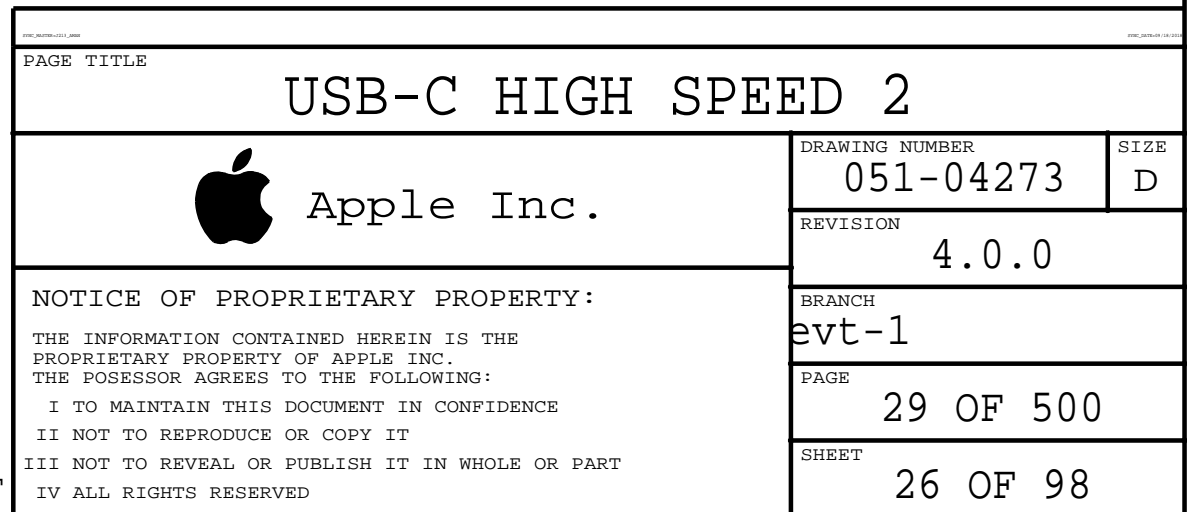 PAGE TITLE
USB-C HIGH SPEED 2
Apple Inc.
DRAWING NUMBER
051-04273
SIZE
D
REVISION
4.0.0
BRANCH
evt-1
PAGE
29 OF 500
SHEET
26 OF 98
NOTICE OF PROPRIETARY PROPERTY:
THE INFORMATION CONTAINED HEREIN IS THE
PROPRIETARY PROPERTY OF APPLE INC.
THE POSESSOR AGREES TO THE FOLLOWING:
I TO MAINTAIN THIS DOCUMENT IN CONFIDENCE
II NOT TO REPRODUCE OR COPY IT
III NOT TO REVEAL OR PUBLISH IT IN WHOLE OR PART
IV ALL RIGHTS RESERVED